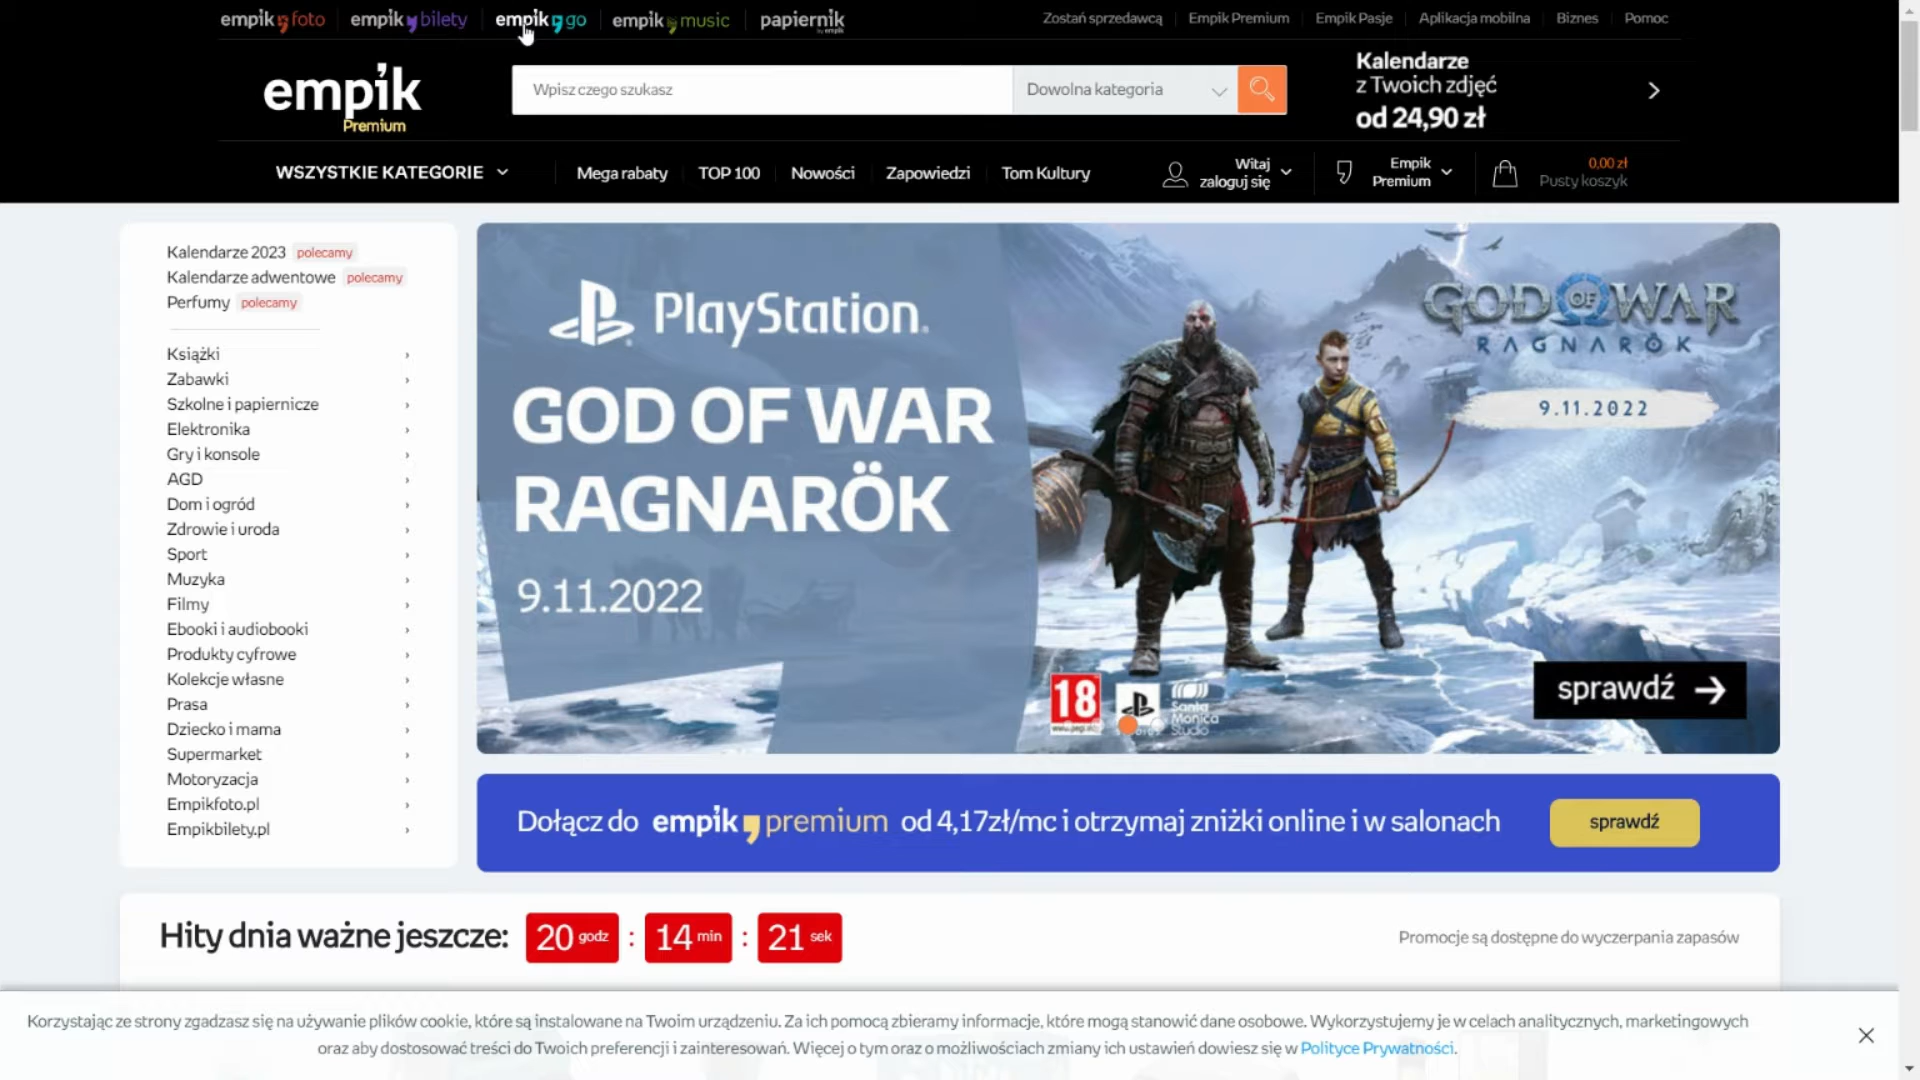 empik foto
empik bilety
empik go
empik music
papiernik
by empik
Zostań sprzedawcą
Empik Premium
Empik Pasje
Aplikacja mobilna
Biznes
Pomoc
empik
Premium
Wpisz czego szukasz
Dowolna kategoria
Kalendarze
z Twoich zdjęć
od 24,90 zł
WSZYSTKIE KATEGORIE
Mega rabaty
TOP 100
Nowości
Zapowiedzi
Tom Kultury
Witaj
zaloguj się
Empik
Premium
0,00 zł
Pusty koszyk
Kalendarze 2023 polecamy
Kalendarze adwentowe polecamy
Perfumy polecamy
Książki
Zabawki
Szkolne i papiernicze
Elektronika
Gry i konsole
AGD
Dom i ogród
Zdrowie i uroda
Sport
Muzyka
Filmy
Ebooki i audiobooki
Produkty cyfrowe
Kolekcje własne
Prasa
Dziecko i mama
Supermarket
Motoryzacja
Empikfoto.pl
Empikbilety.pl
PlayStation.
GOD OF WAR
RAGNARÖK
9.11.2022
GOD OF WAR
RAGNARÖK
9.11.2022
18
Santa
Monica
Studio
sprawdź
Dołącz do empik premium od 4,17zł/mc i otrzymaj zniżki online i w salonach
sprawdź
Hity dnia ważne jeszcze: 20 godz : 14 min : 21 sek
Promocje są dostępne do wyczerpania zapasów
Korzystając ze strony zgadzasz się na używanie plików cookie, które są instalowane na Twoim urządzeniu. Za ich pomocą zbieramy informacje, które mogą stanowić dane osobowe. Wykorzystujemy je w celach analitycznych, marketingowych
oraz aby dostosować treści do Twoich preferencji i zainteresowań. Więcej o tym oraz o możliwościach zmiany ich ustawień dowiesz się w Polityce Prywatności.